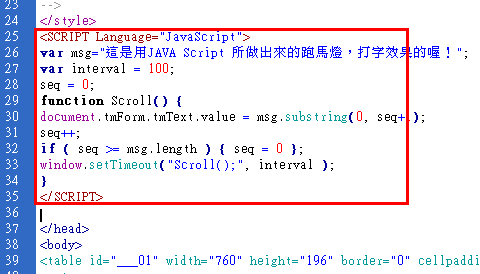 23 -->
24 </style>
25 <SCRIPT Language="JavaScript">
26 var msg="這是用JAVA Script 所做出來的跑馬燈，打字效果的喔！";
27 var interval = 100;
28 seq = 0;
29 function Scroll() {
30 document.tmForm.tmText.value = msg.substring(0, seq+1);
31 seq++;
32 if ( seq >= msg.length ) { seq = 0 };
33 window.setTimeout("Scroll();", interval );
34 }
35 </SCRIPT>
36
37 </head>
38 <body>
39 <table id="___01" width="760" height="196" border="0" cellpaddi